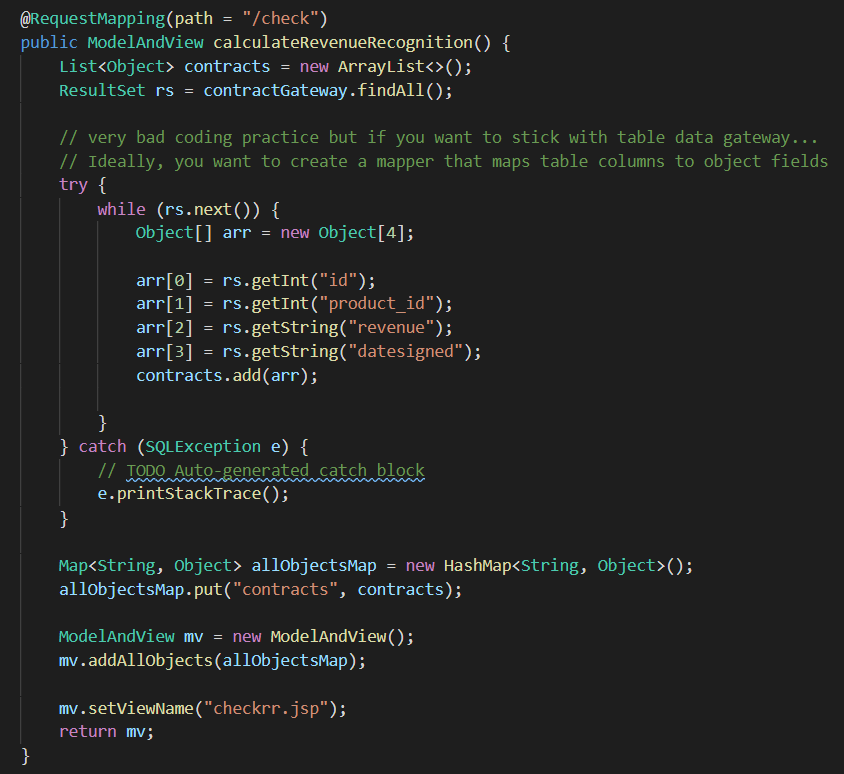 @RequestMapping(path = "/check")
public ModelAndView calculateRevenueRecognition() {
List<Object> contracts = new ArrayList<>();
ResultSet rs = contractGateway.findAll();
// very bad coding practice but if you want to stick with table data gateway...
// Ideally, you want to create a mapper that maps table columns to object fields
try {
while (rs.next()) {
Object[] arr = new Object[4];
arr[0] = rs.getInt("id");
arr[1] = rs.getInt("product_id");
arr[2] = rs.getString("revenue");
arr[3] = rs.getString("datesigned");
contracts.add(arr);
}
} catch (SQLException e) {
// TODO Auto-generated catch block
e.printStackTrace();
}
Map<String, Object> allObjectsMap = new HashMap<String, Object>();
allObjectsMap.put("contracts", contracts);
ModelAndView mv = new ModelAndView();
mv.addAllObjects(allObjectsMap);
mv.setViewName("checkrr.jsp");
return mv;
}